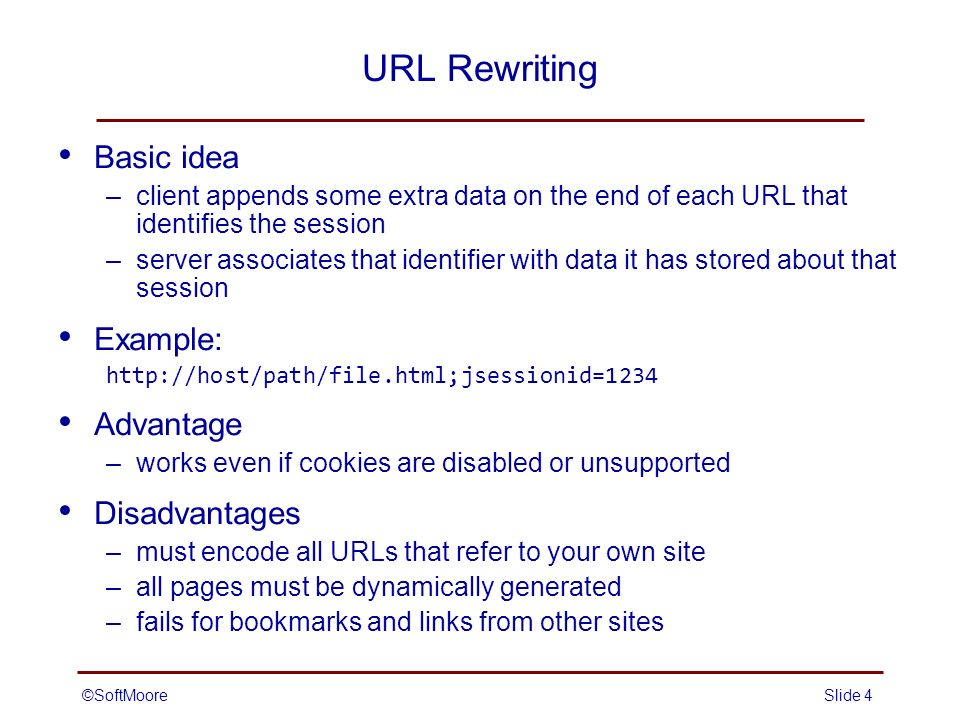 URL Rewriting
• Basic idea
– client appends some extra data on the end of each URL that
identifies the session
– server associates that identifier with data it has stored about that
session
• Example:
http://host/path/file.html;jsessionid=1234
• Advantage
– works even if cookies are disabled or unsupported
• Disadvantages
– must encode all URLs that refer to your own site
– all pages must be dynamically generated
– fails for bookmarks and links from other sites
©SoftMoore Slide 4